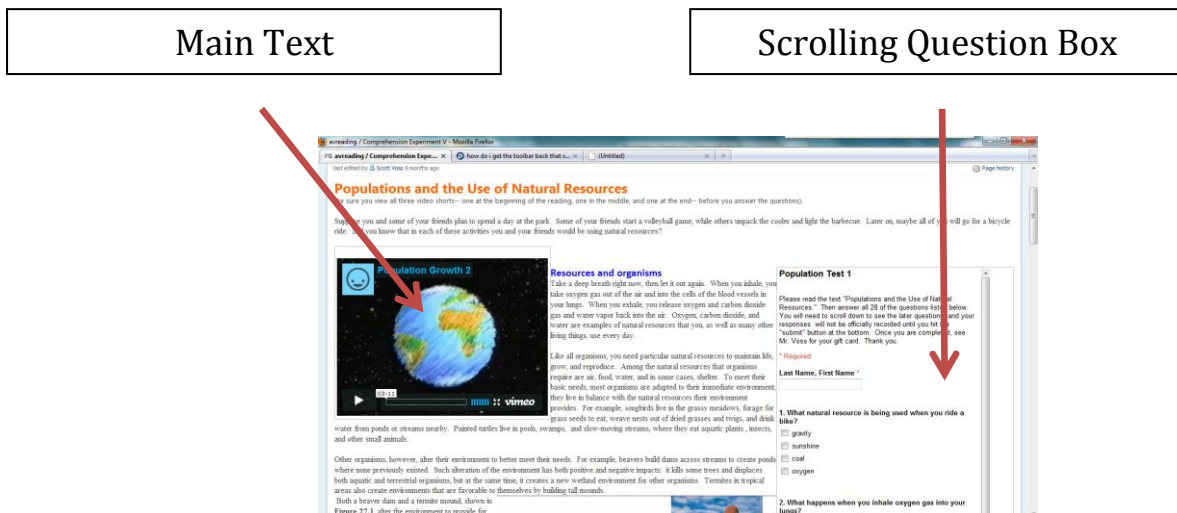 Main Text
Scrolling Question Box
avreading / Comprehension Experiment V - Mozilla Firefox
PB avreading / Comprehension Expe... ×
how do i get the toolbar back that s... ×
(Untitled) ×
last edited by Scott Voss 9 months ago
Page history
Populations and the Use of Natural Resources
sure you view all three video shorts-- one at the beginning of the reading, one in the middle, and one at the end-- before you answer the questions).
you and some of your friends plan to spend a day at the park. Some of your friends start a volleyball game, while others unpack the cooler and light the barbecue. Later on, maybe all of you will go for a bicycle
ride. you know that in each of these activities you and your friends would be using natural resources?
Population Growth 2
03:11
vimeo
Resources and organisms
Take a deep breath right now, then let it out again. When you inhale, you
take oxygen gas out of the air and into the cells of the blood vessels in
your lungs. When you exhale, you release oxygen and carbon dioxide
gas and water vapor back into the air. Oxygen, carbon dioxide, and
water are examples of natural resources that you, as well as many other
living things, use every day.
Like all organisms, you need particular natural resources to maintain life,
grow, and reproduce. Among the natural resources that organisms
require are air, food, water, and in some cases, shelter. To meet their
basic needs, most organisms are adapted to their immediate environment;
they live in balance with the natural resources their environment
provides. For example, songbirds live in the grassy meadows, forage for
grass seeds to eat, weave nests out of dried grasses and twigs, and drink
water from ponds or streams nearby. Painted turtles live in pools, swamps, and slow-moving streams, where they eat aquatic plants , insects,
and other small animals.
Other organisms, however, alter their environment to better meet their needs. For example, beavers build dams across streams to create ponds
where none previously existed. Such alteration of the environment has both positive and negative impacts: it kills some trees and displaces
both aquatic and terrestrial organisms, but at the same time, it creates a new wetland environment for other organisms. Termites in tropical
areas also create environments that are favorable to themselves by building tall mounds.
Both a beaver dam and a termite mound, shown in
Figure 27.1, alter the environment to provide for
Population Test 1
Please read the text "Populations and the Use of Natural
Resources." Then answer all 28 of the questions listed below.
You will need to scroll down to see the later questions and your
responses will not be officially recorded until you hit the
"submit" button at the bottom. Once you are completed, see
Mr. Voss for your gift card. Thank you.
* Required
Last Name, First Name *
1. What natural resource is being used when you ride a
bike?
gravity
sunshine
coal
oxygen
2. What happens when you inhale oxygen gas into your
lungs?